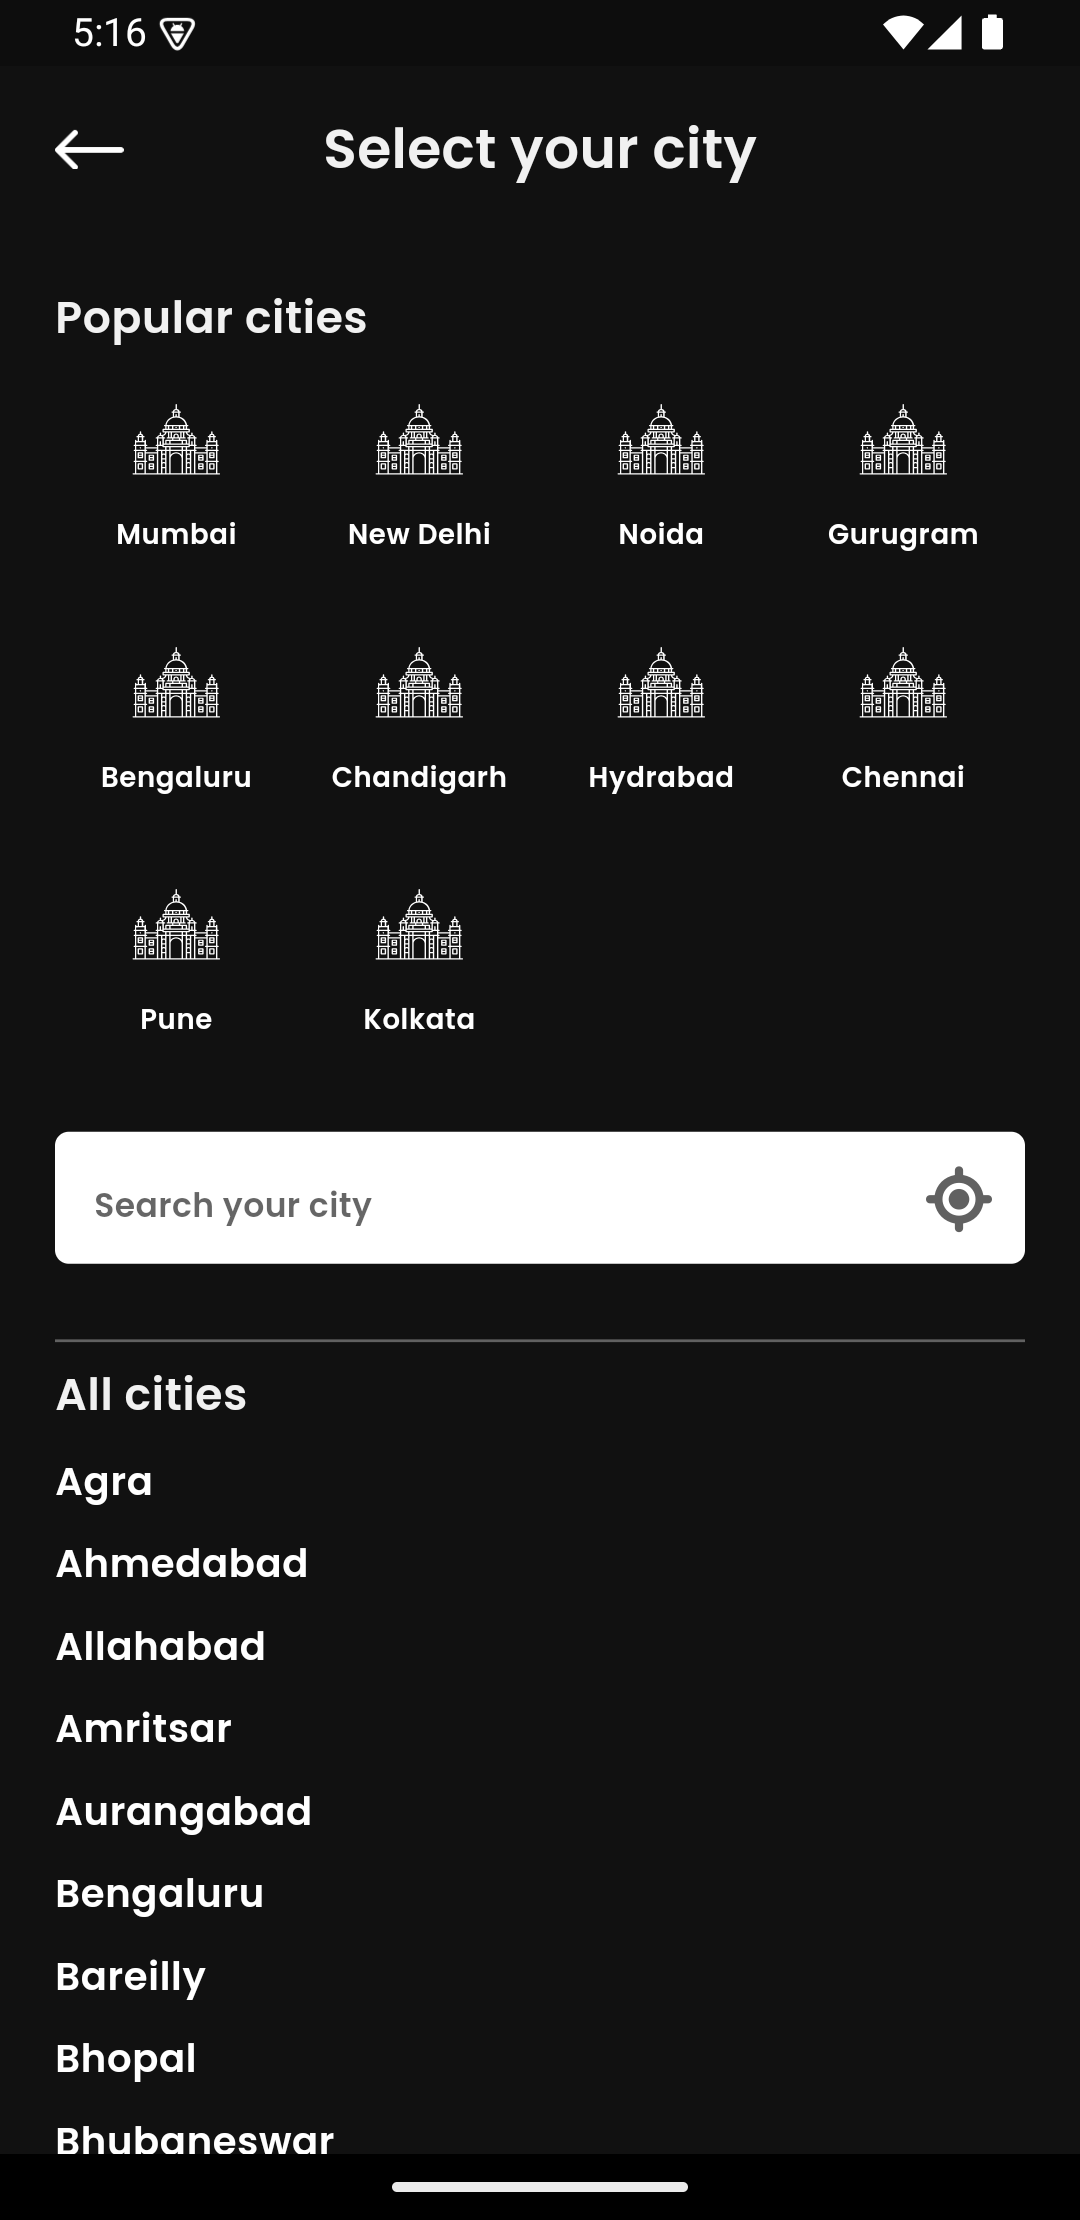 5:16
Select your city
Popular cities
Mumbai
New Delhi
Noida
Gurugram
Bengaluru
Chandigarh
Hydrabad
Chennai
Pune
Kolkata
Search your city
All cities
Agra
Ahmedabad
Allahabad
Amritsar
Aurangabad
Bengaluru
Bareilly
Bhopal
Bhubaneswar